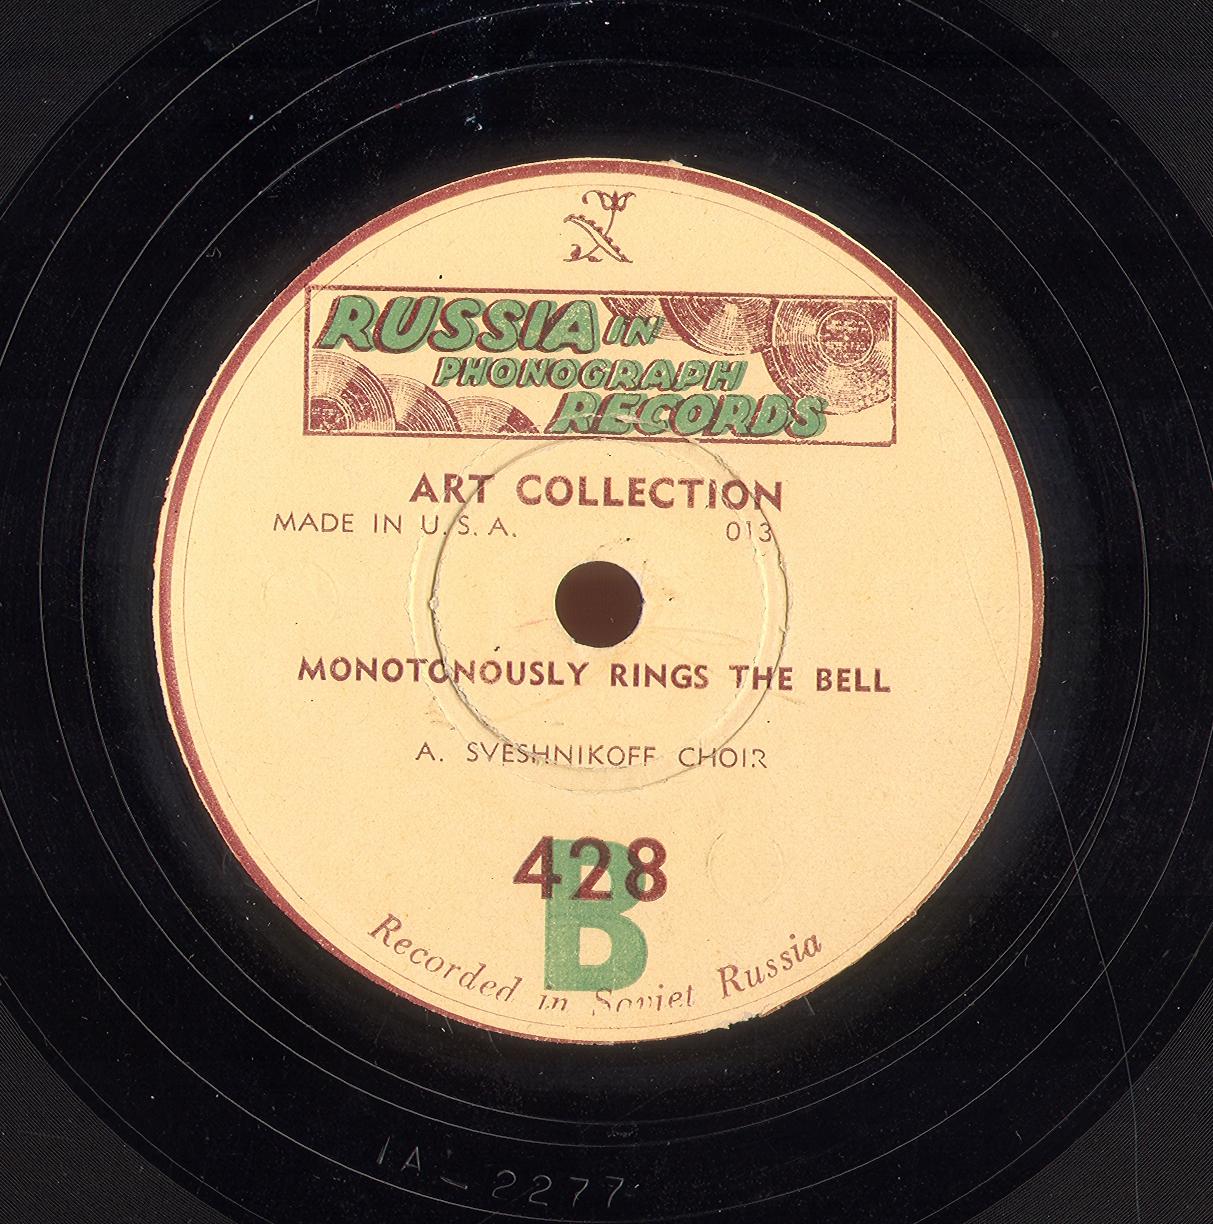 RUSSIA IN
PHONOGRAPH
RECORDS
ART COLLECTION
MADE IN U.S.A. 013
MONOTONOUSLY RINGS THE BELL
A. SVESHNIKOFF CHOIR
428
B
Recorded in Soviet Russia
1A-2277